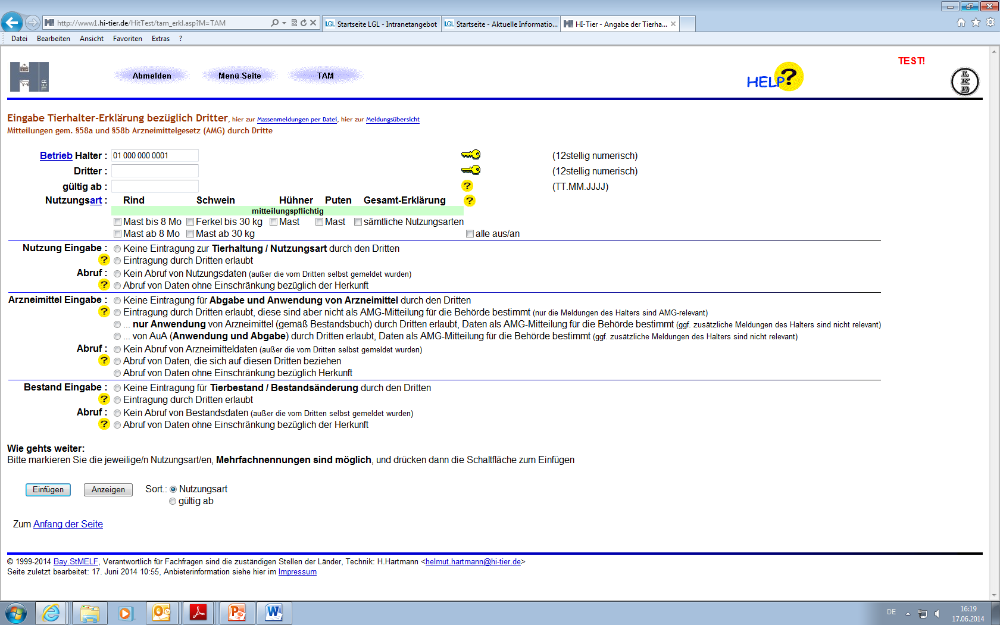 http://www1.hi-tier.de/HitTest/tam_erkl.asp?M=TAM
LGL Startseite LGL - Intranetangebot
LGL Startseite - Aktuelle Informatio...
HI-Tier - Angabe der Tierha...
Datei Bearbeiten Ansicht Favoriten Extras ?
TEST!
HI TIER
Abmelden Menü-Seite TAM
HELP ?
LKD
Eingabe Tierhalter-Erklärung bezüglich Dritter, hier zur Massenmeldungen per Datei, hier zur Meldungsübersicht
Mitteilungen gem. §58a und §58b Arzneimittelgesetz (AMG) durch Dritte
Betrieb Halter : 01 000 000 0001 (12stellig numerisch)
Dritter : (12stellig numerisch)
gültig ab : ? (TT.MM.JJJJ)
Nutzungsart : Rind Schwein Hühner Puten Gesamt-Erklärung ?
mitteilungspflichtig
Mast bis 8 Mo Ferkel bis 30 kg Mast Mast sämtliche Nutzungsarten
Mast ab 8 Mo Mast ab 30 kg alle aus/an
Nutzung Eingabe : Keine Eintragung zur Tierhaltung / Nutzungsart durch den Dritten
? Eintragung durch Dritten erlaubt
Abruf : Kein Abruf von Nutzungsdaten (außer die vom Dritten selbst gemeldet wurden)
? Abruf von Daten ohne Einschränkung bezüglich der Herkunft
Arzneimittel Eingabe : Keine Eintragung für Abgabe und Anwendung von Arzneimittel durch den Dritten
? Eintragung durch Dritten erlaubt, diese sind aber nicht als AMG-Mitteilung für die Behörde bestimmt (nur die Meldungen des Halters sind AMG-relevant)
... nur Anwendung von Arzneimittel (gemäß Bestandsbuch) durch Dritten erlaubt, Daten als AMG-Mitteilung für die Behörde bestimmt (ggf. zusätzliche Meldungen des Halters sind nicht relevant)
... von AuA (Anwendung und Abgabe) durch Dritten erlaubt, Daten als AMG-Mitteilung für die Behörde bestimmt (ggf. zusätzliche Meldungen des Halters sind nicht relevant)
Abruf : Kein Abruf von Arzneimitteldaten (außer die vom Dritten selbst gemeldet wurden)
? Abruf von Daten, die sich auf diesen Dritten beziehen
Abruf von Daten ohne Einschränkung bezüglich Herkunft
Bestand Eingabe : Keine Eintragung für Tierbestand / Bestandsänderung durch den Dritten
? Eintragung durch Dritten erlaubt
Abruf : Kein Abruf von Bestandsdaten (außer die vom Dritten selbst gemeldet wurden)
? Abruf von Daten ohne Einschränkung bezüglich der Herkunft
Wie gehts weiter:
Bitte markieren Sie die jeweilige/n Nutzungsart/en, Mehrfachnennungen sind möglich, und drücken dann die Schaltfläche zum Einfügen
Einfügen Anzeigen Sort.: Nutzungsart
gültig ab
Zum Anfang der Seite
© 1999-2014 Bay.StMELF, Verantwortlich für Fachfragen sind die zuständigen Stellen der Länder, Technik: H.Hartmann <helmut.hartmann@hi-tier.de>
Seite zuletzt bearbeitet: 17. Juni 2014 10:55, Anbieterinformation siehe hier im Impressum
DE 16:19
17.06.2014